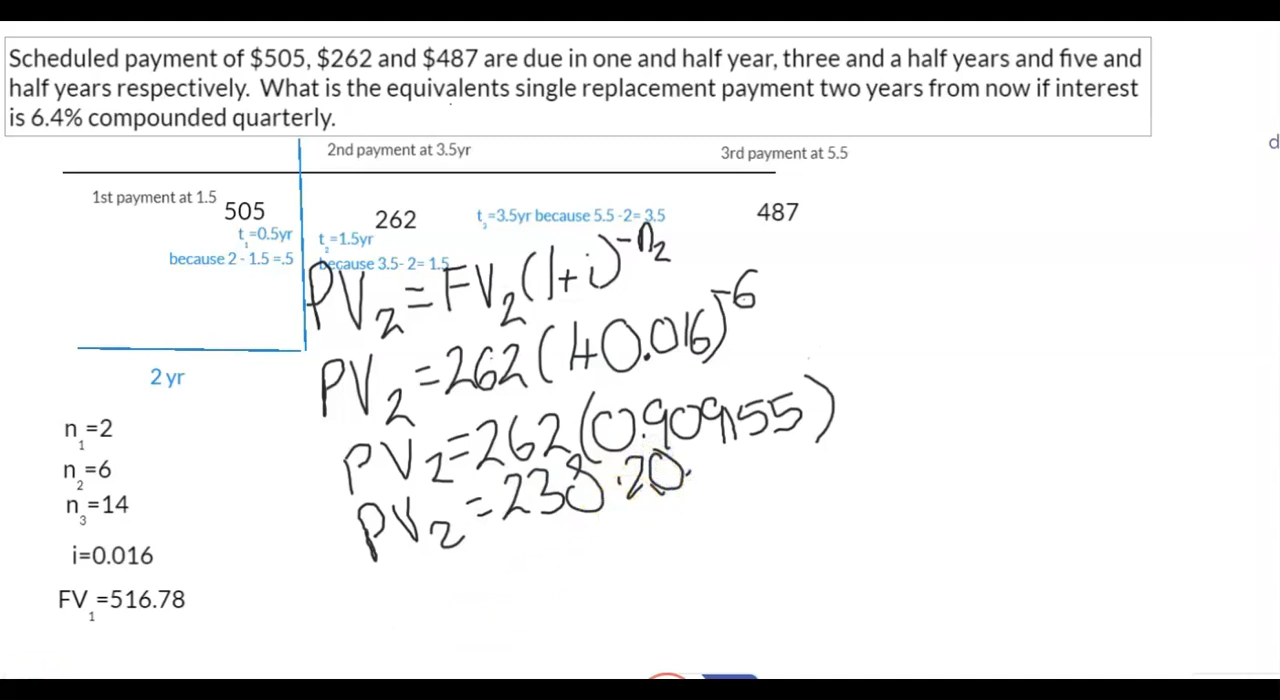 Scheduled payment of $505, $262 and $487 are due in one and half year, three and a half years and five and
half years respectively. What is the equivalents single replacement payment two years from now if interest
is 6.4% compounded quarterly.
d
2nd payment at 3.5yr
3rd payment at 5.5
1st payment at 1.5
505
262
t₃=3.5yr because 5.5 -2= 3.5
487
t₁=0.5yr
because 2 - 1.5 =.5
t₂=1.5yr
because 3.5- 2= 1.5
PV₂=FV₂(1+i)^-n₂
PV₂=262(1+0.016)^-6
PV₂=262(0.909155)
PV₂=238.20
2 yr
n₁=2
n₂=6
n₃=14
i=0.016
FV₁=516.78